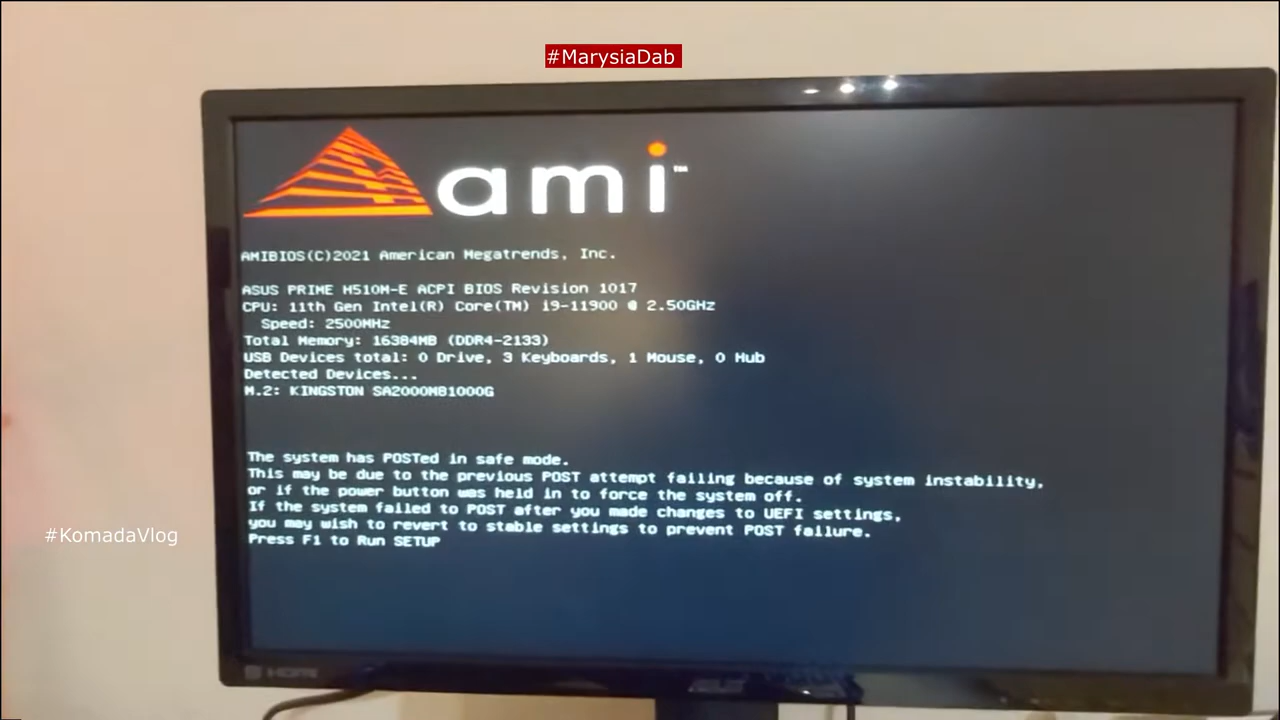 #MarysiaDab
ami™
AMIBIOS(C)2021 American Megatrends, Inc.
ASUS PRIME H510M-E ACPI BIOS Revision 1017
CPU: 11th Gen Intel(R) Core(TM) i9-11900 @ 2.50GHz
Speed: 2500MHz
Total Memory: 16384MB (DDR4-2133)
USB Devices total: 0 Drive, 3 Keyboards, 1 Mouse, 0 Hub
Detected Devices...
M.2: KINGSTON SA2000M81000G
The system has POSTed in safe mode.
This may be due to the previous POST attempt failing because of system instability,
or if the power button was held in to force the system off.
If the system failed to POST after you made changes to UEFI settings,
you may wish to revert to stable settings to prevent POST failure.
Press F1 to Run SETUP
#KomadaVlog
HDMI
ASUS